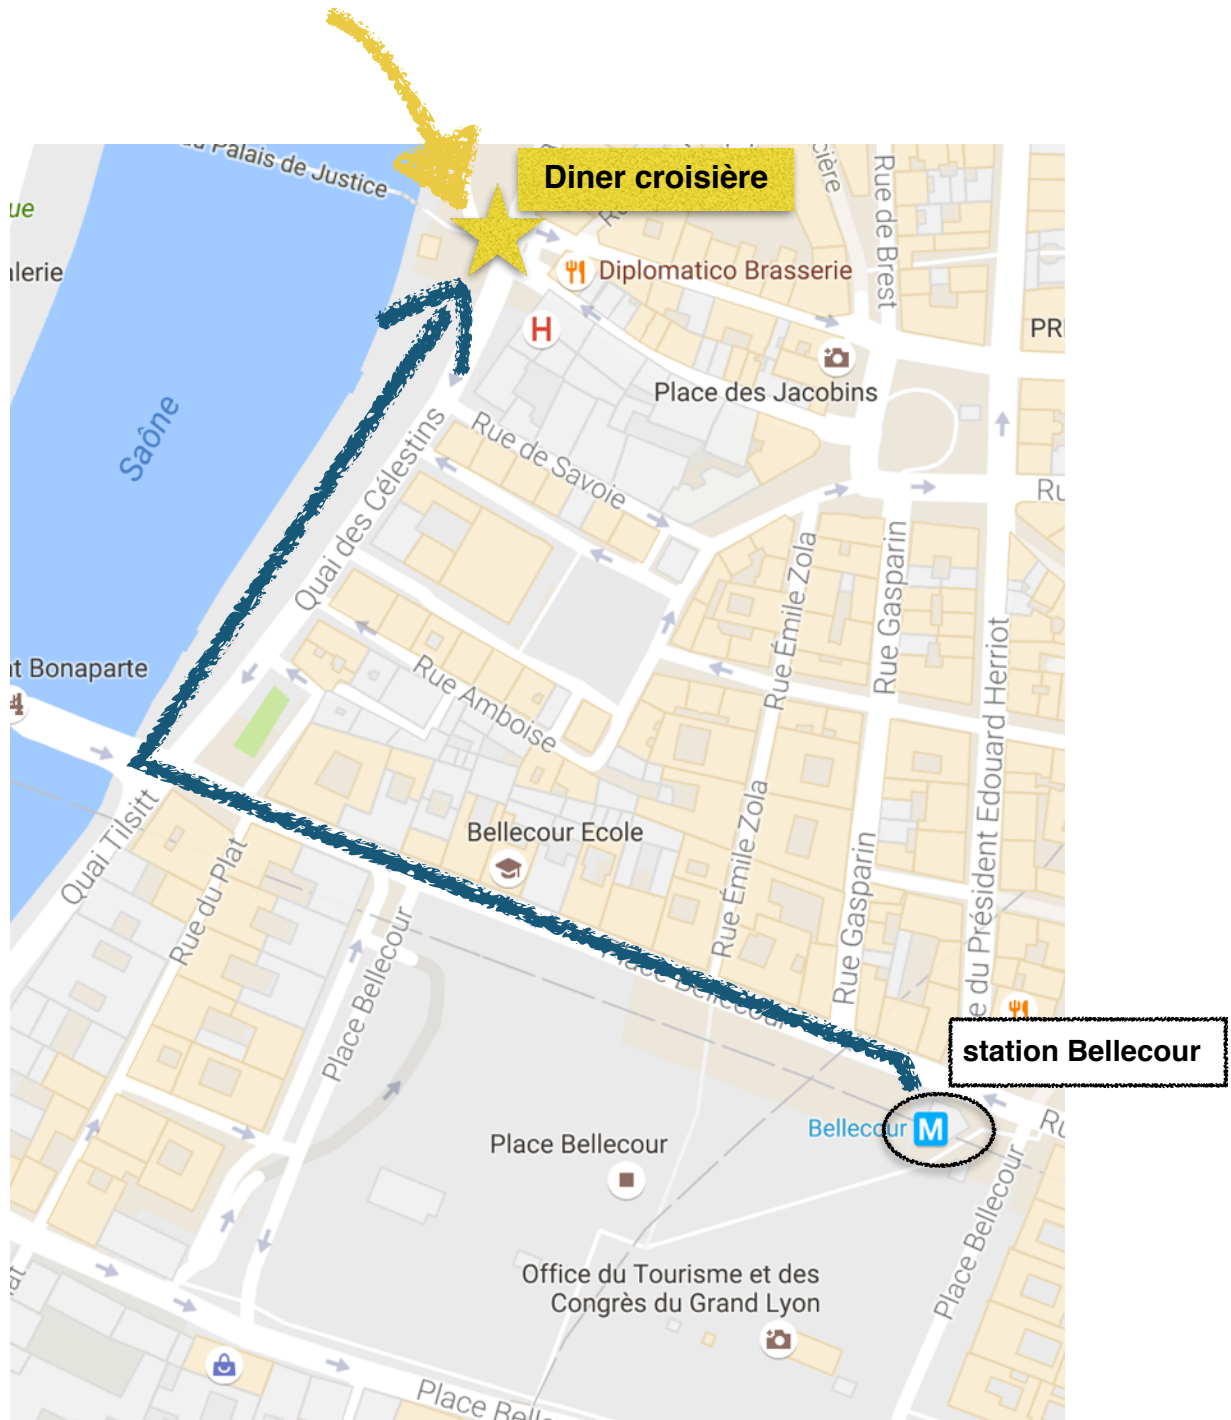 Palais de Justice
Diner croisière
Rue de Brest
Diplomatico Brasserie
H
Place des Jacobins
Saône
Quai des Célestins
Rue de Savoie
Rue Émile Zola
Rue Gasparin
Bonaparte
Rue Amboise
du Président Edouard Herriot
Bellecour Ecole
Quai Tilsitt
Rue du Plat
Rue Émile Zola
Rue Gasparin
Place Bellecour
Place Bellecour
station Bellecour
Bellecour M
Place Bellecour
Place Bellecour
Office du Tourisme et des
Congrès du Grand Lyon
Place